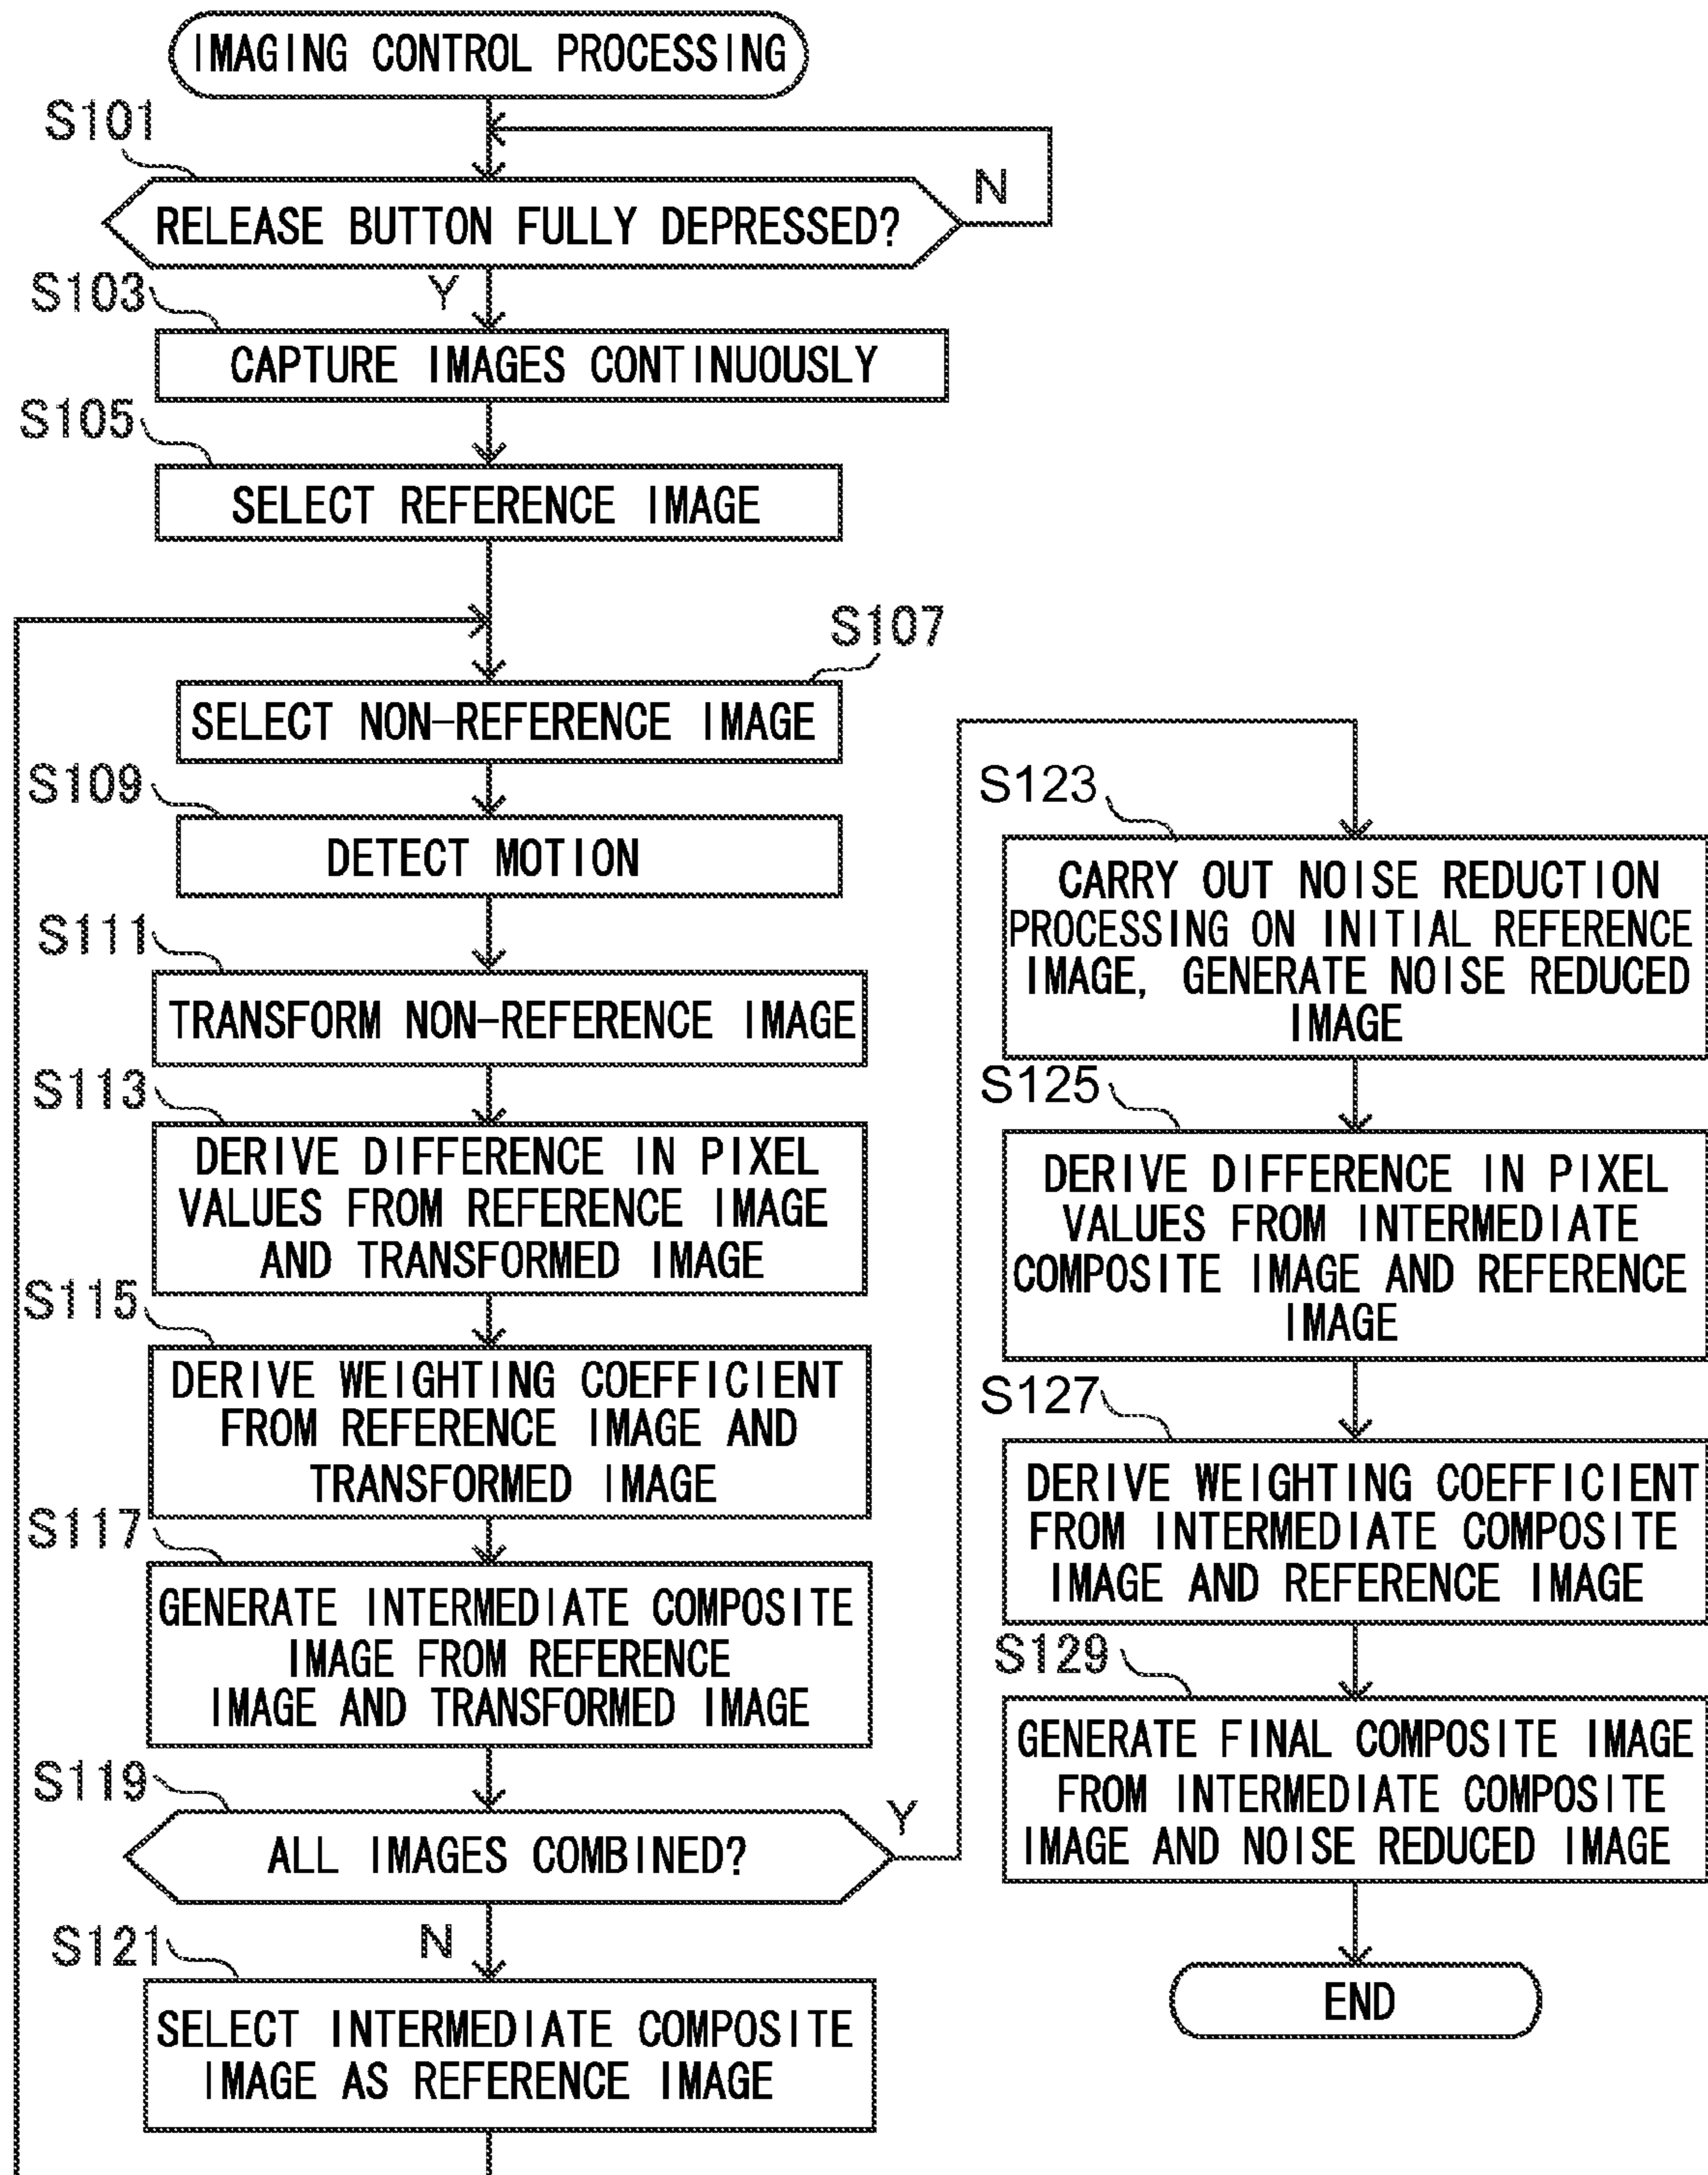 IMAGING CONTROL PROCESSING
S101
RELEASE BUTTON FULLY DEPRESSED?
N
Y
S103
CAPTURE IMAGES CONTINUOUSLY
S105
SELECT REFERENCE IMAGE
S107
SELECT NON-REFERENCE IMAGE
S109
DETECT MOTION
S111
TRANSFORM NON-REFERENCE IMAGE
S113
DERIVE DIFFERENCE IN PIXEL
VALUES FROM REFERENCE IMAGE
AND TRANSFORMED IMAGE
S115
DERIVE WEIGHTING COEFFICIENT
FROM REFERENCE IMAGE AND
TRANSFORMED IMAGE
S117
GENERATE INTERMEDIATE COMPOSITE
IMAGE FROM REFERENCE
IMAGE AND TRANSFORMED IMAGE
S119
ALL IMAGES COMBINED?
Y
N
S121
SELECT INTERMEDIATE COMPOSITE
IMAGE AS REFERENCE IMAGE
S123
CARRY OUT NOISE REDUCTION
PROCESSING ON INITIAL REFERENCE
IMAGE, GENERATE NOISE REDUCED
IMAGE
S125
DERIVE DIFFERENCE IN PIXEL
VALUES FROM INTERMEDIATE
COMPOSITE IMAGE AND REFERENCE
IMAGE
S127
DERIVE WEIGHTING COEFFICIENT
FROM INTERMEDIATE COMPOSITE
IMAGE AND REFERENCE IMAGE
S129
GENERATE FINAL COMPOSITE IMAGE
FROM INTERMEDIATE COMPOSITE
IMAGE AND NOISE REDUCED IMAGE
END